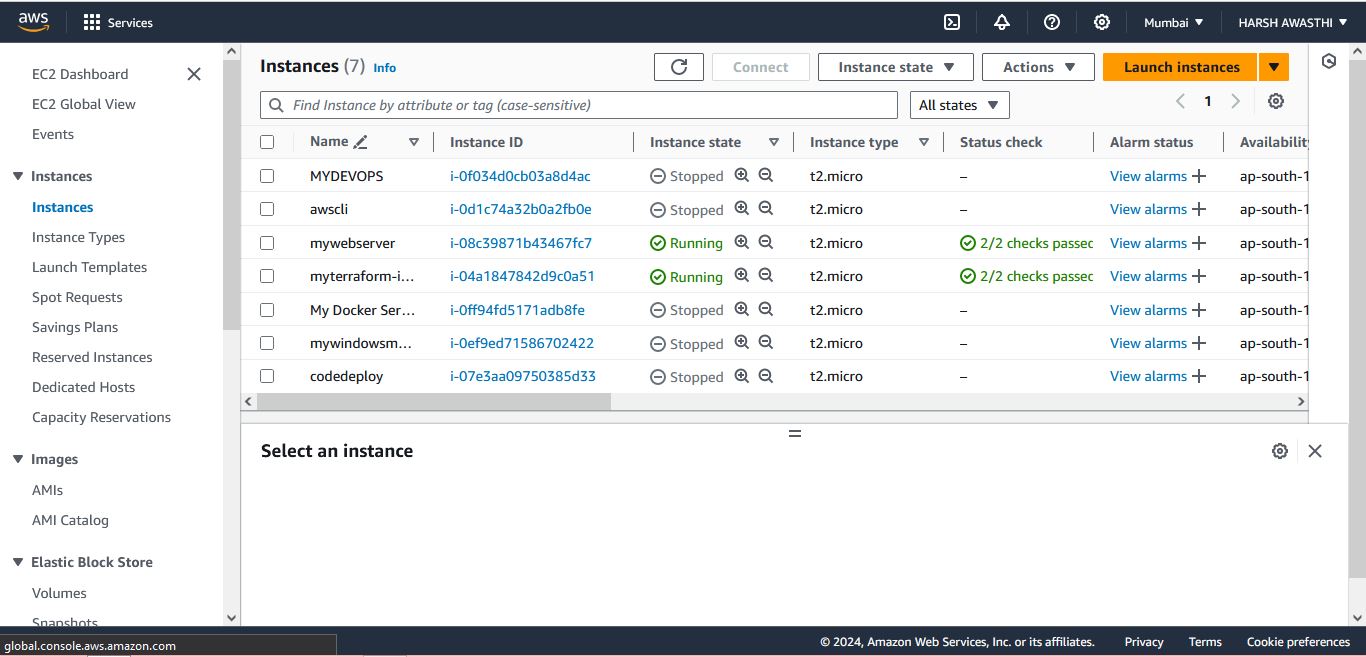 aws Services Mumbai HARSH AWASTHI
EC2 Dashboard
EC2 Global View
Events
Instances
Instances
Instance Types
Launch Templates
Spot Requests
Savings Plans
Reserved Instances
Dedicated Hosts
Capacity Reservations
Images
AMIs
AMI Catalog
Elastic Block Store
Volumes
Snapshots
Instances (7) Info Connect Instance state Actions Launch instances
Find Instance by attribute or tag (case-sensitive) All states 1
Name Instance ID Instance state Instance type Status check Alarm status Availability
MYDEVOPS i-0f034d0cb03a8d4ac Stopped t2.micro – View alarms + ap-south-1
awscli i-0d1c74a32b0a2fb0e Stopped t2.micro – View alarms + ap-south-1
mywebserver i-08c39871b43467fc7 Running t2.micro 2/2 checks passed View alarms + ap-south-1
myterraform-i... i-04a1847842d9c0a51 Running t2.micro 2/2 checks passed View alarms + ap-south-1
My Docker Ser... i-0ff94fd5171adb8fe Stopped t2.micro – View alarms + ap-south-1
mywindowsm... i-0ef9ed71586702422 Stopped t2.micro – View alarms + ap-south-1
codedeploy i-07e3aa09750385d33 Stopped t2.micro – View alarms + ap-south-1
Select an instance
global.console.aws.amazon.com
© 2024, Amazon Web Services, Inc. or its affiliates. Privacy Terms Cookie preferences